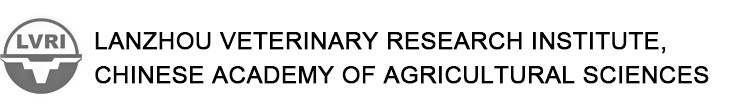 LVRI
LANZHOU VETERINARY RESEARCH INSTITUTE,
CHINESE ACADEMY OF AGRICULTURAL SCIENCES